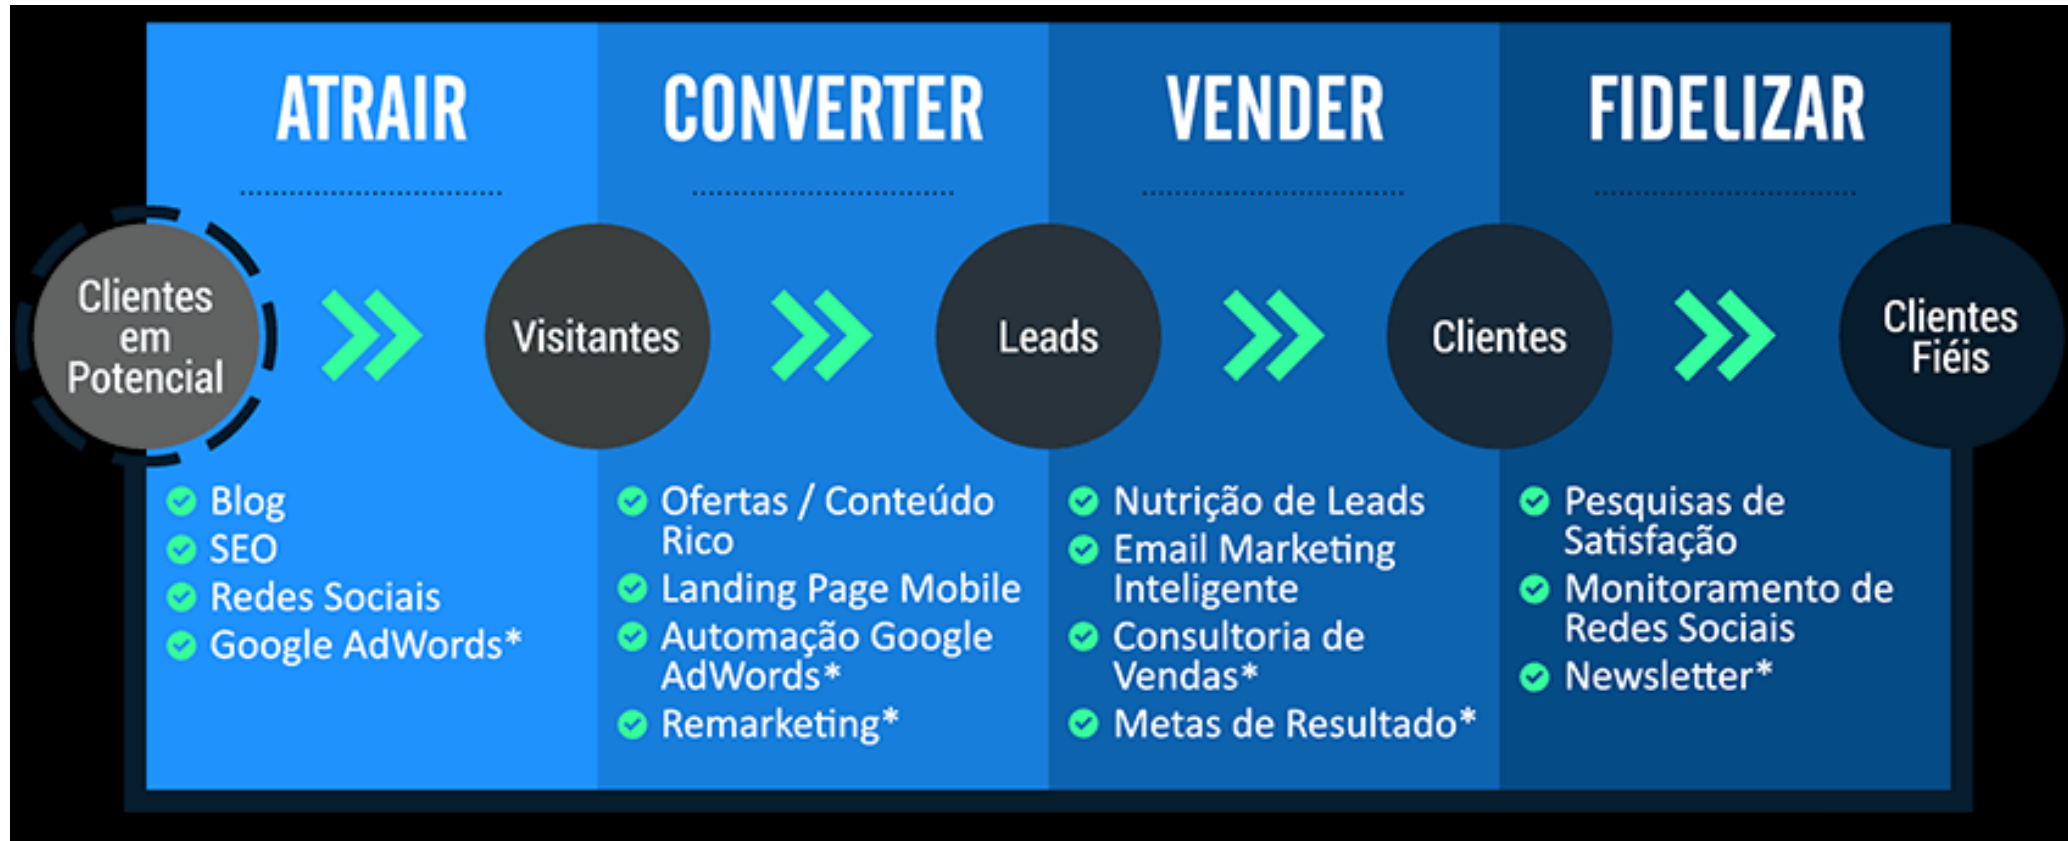 ATRAIR
CONVERTER
VENDER
FIDELIZAR
Clientes
em
Potencial
Visitantes
Leads
Clientes
Clientes
Fiéis
Blog
SEO
Redes Sociais
Google AdWords*
Ofertas / Conteúdo
Rico
Landing Page Mobile
Automação Google
AdWords*
Remarketing*
Nutrição de Leads
Email Marketing
Inteligente
Consultoria de
Vendas*
Metas de Resultado*
Pesquisas de
Satisfação
Monitoramento de
Redes Sociais
Newsletter*